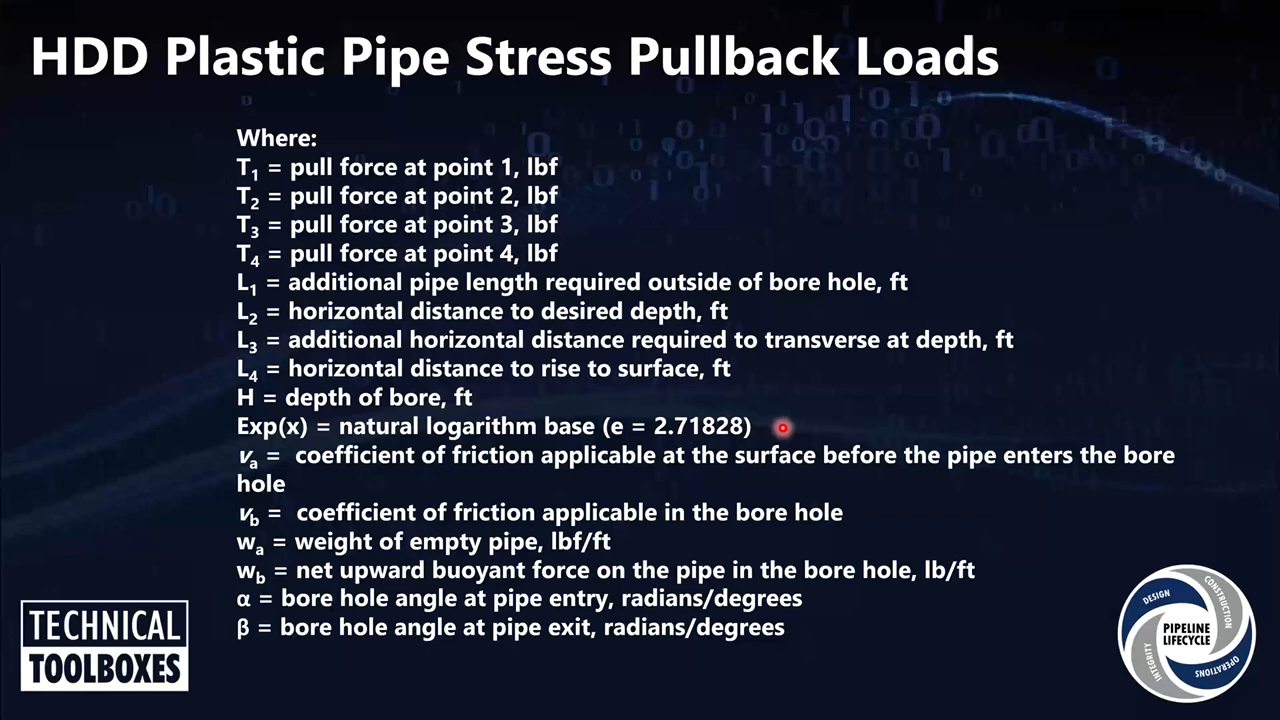 HDD Plastic Pipe Stress Pullback Loads
Where:
T₁ = pull force at point 1, lbf
T₂ = pull force at point 2, lbf
T₃ = pull force at point 3, lbf
T₄ = pull force at point 4, lbf
L₁ = additional pipe length required outside of bore hole, ft
L₂ = horizontal distance to desired depth, ft
L₃ = additional horizontal distance required to transverse at depth, ft
L₄ = horizontal distance to rise to surface, ft
H = depth of bore, ft
Exp(x) = natural logarithm base (e = 2.71828)
νₐ = coefficient of friction applicable at the surface before the pipe enters the bore
hole
ν_b = coefficient of friction applicable in the bore hole
wₐ = weight of empty pipe, lbf/ft
w_b = net upward buoyant force on the pipe in the bore hole, lb/ft
α = bore hole angle at pipe entry, radians/degrees
β = bore hole angle at pipe exit, radians/degrees
TECHNICAL
TOOLBOXES
DESIGN
CONSTRUCTION
PIPELINE
LIFECYCLE
INTEGRITY
OPERATIONS